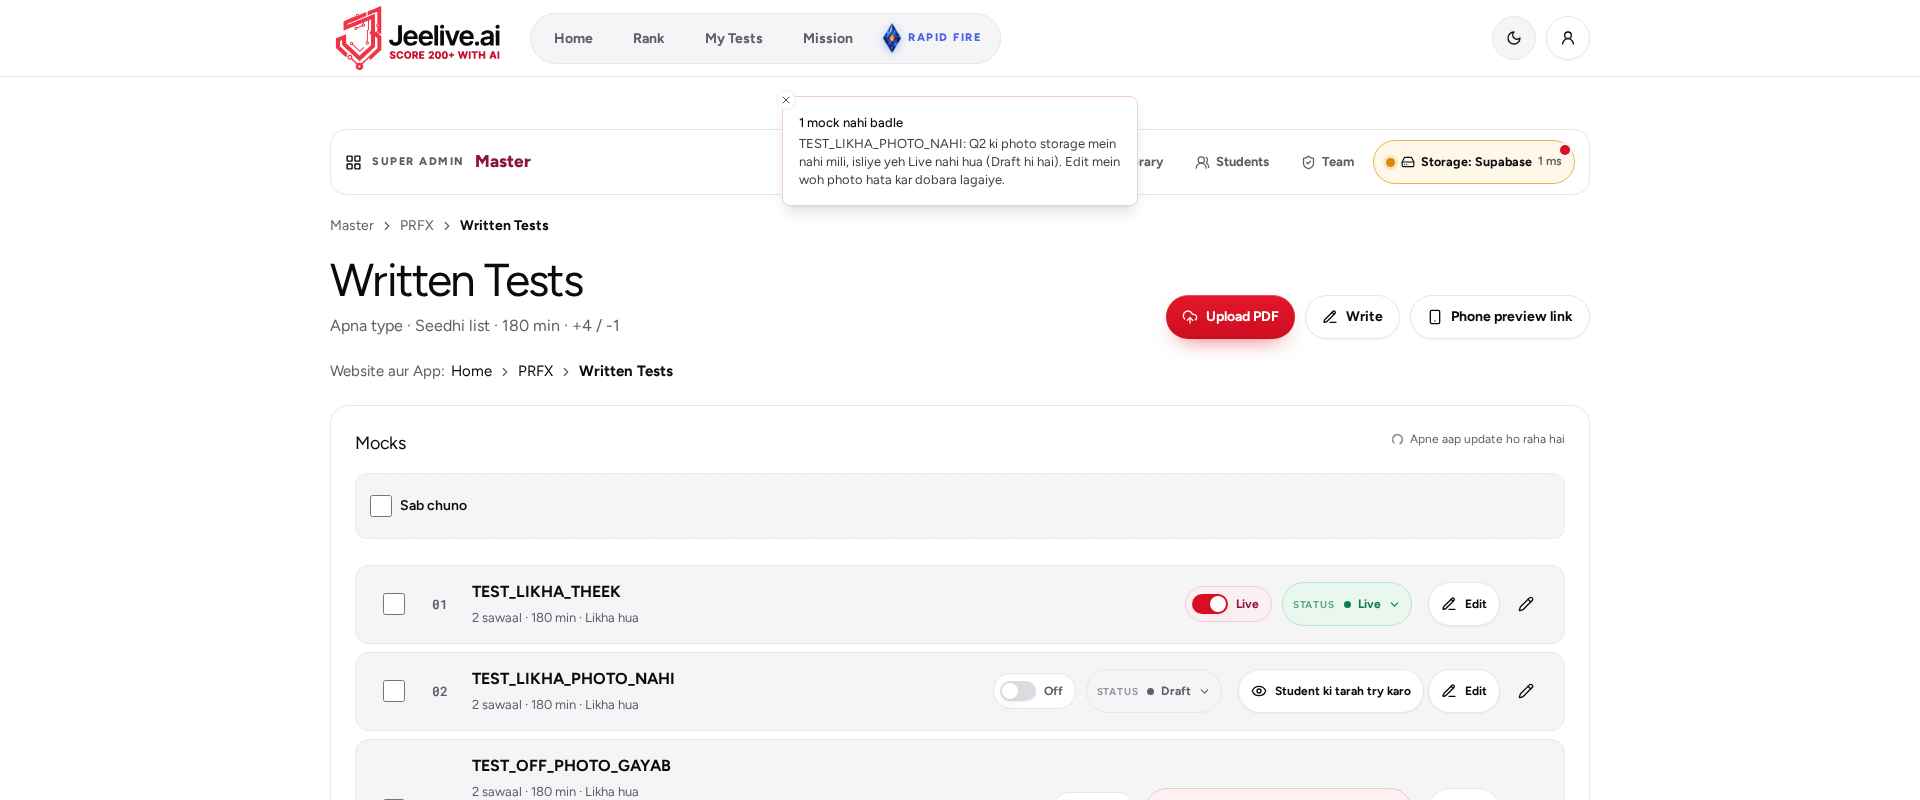 Jeelive.ai
SCORE 200+ WITH AI
Home
Rank
My Tests
Mission
RAPID FIRE
1 mock nahi badle
TEST_LIKHA_PHOTO_NAHI: Q2 ki photo storage mein
nahi mili, isliye yeh Live nahi hua (Draft hi hai). Edit mein
woh photo hata kar dobara lagaiye.
SUPER ADMIN
Master
Students
Team
Storage: Supabase
1 ms
Master
PRFX
Written Tests
Written Tests
Apna type · Seedhi list · 180 min · +4 / -1
Upload PDF
Write
Phone preview link
Website aur App:
Home
PRFX
Written Tests
Mocks
Apne aap update ho raha hai
Sab chuno
01
TEST_LIKHA_THEEK
2 sawaal · 180 min · Likha hua
Live
STATUS
Live
Edit
02
TEST_LIKHA_PHOTO_NAHI
2 sawaal · 180 min · Likha hua
Off
STATUS
Draft
Student ki tarah try karo
Edit
TEST_OFF_PHOTO_GAYAB
2 sawaal · 180 min · Likha hua